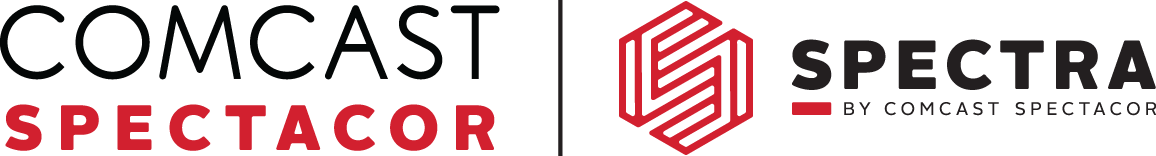 COMCAST
SPECTACOR
SPECTRA
BY COMCAST SPECTACOR